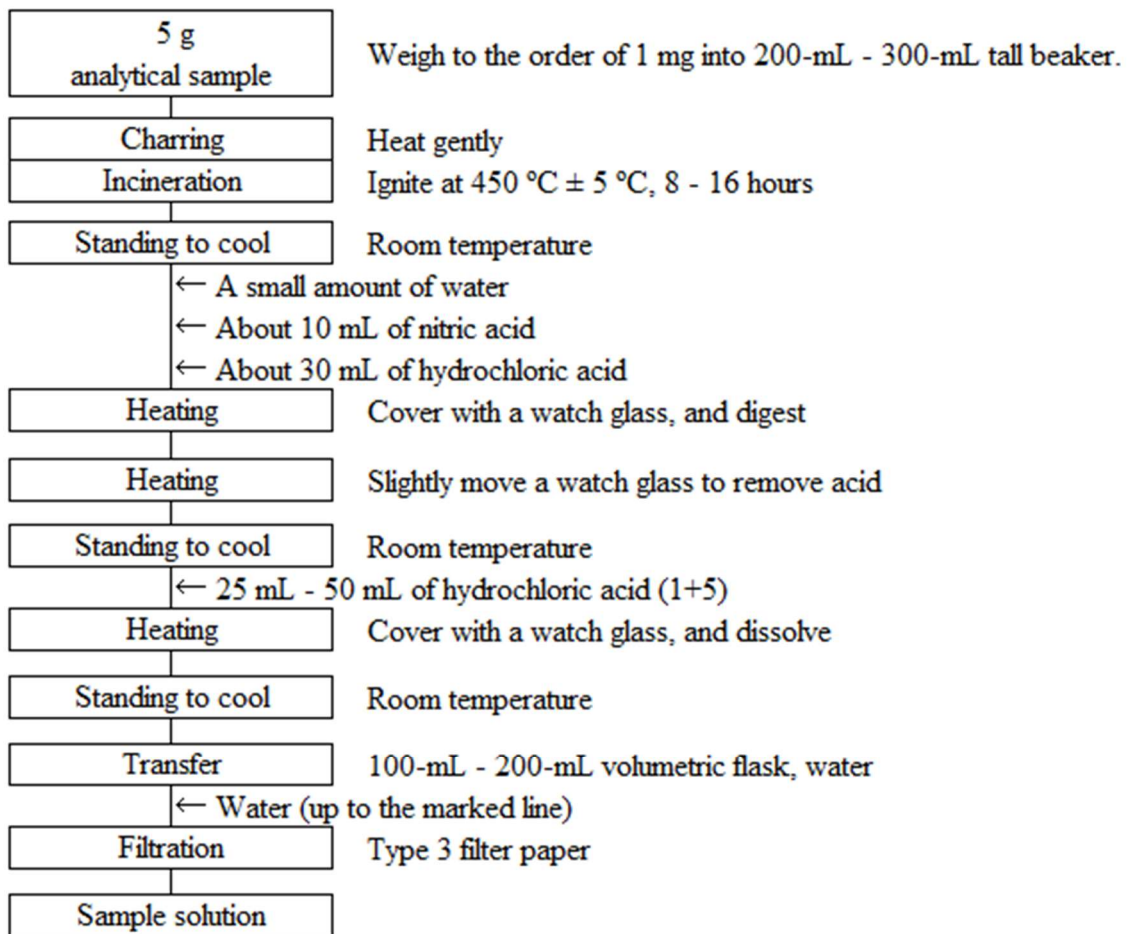 5 g
analytical sample
Weigh to the order of 1 mg into 200-mL - 300-mL tall beaker.
Charring
Heat gently
Incineration
Ignite at 450 ºC ± 5 ºC, 8 - 16 hours
Standing to cool
Room temperature
← A small amount of water
← About 10 mL of nitric acid
← About 30 mL of hydrochloric acid
Heating
Cover with a watch glass, and digest
Heating
Slightly move a watch glass to remove acid
Standing to cool
Room temperature
← 25 mL - 50 mL of hydrochloric acid (1+5)
Heating
Cover with a watch glass, and dissolve
Standing to cool
Room temperature
Transfer
100-mL - 200-mL volumetric flask, water
← Water (up to the marked line)
Filtration
Type 3 filter paper
Sample solution